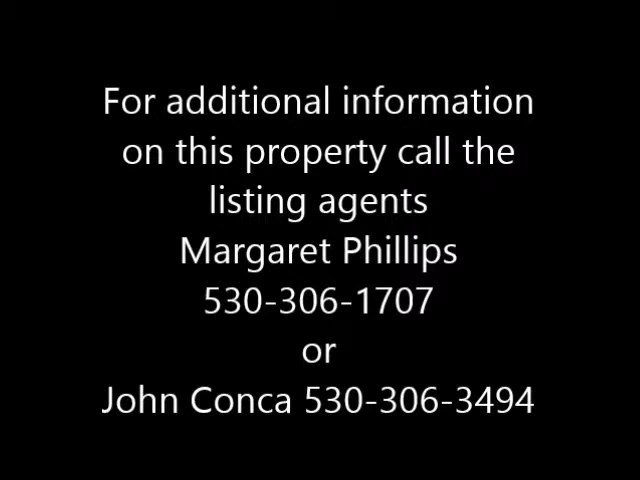 For additional information
on this property call the
listing agents
Margaret Phillips
530-306-1707
or
John Conca 530-306-3494